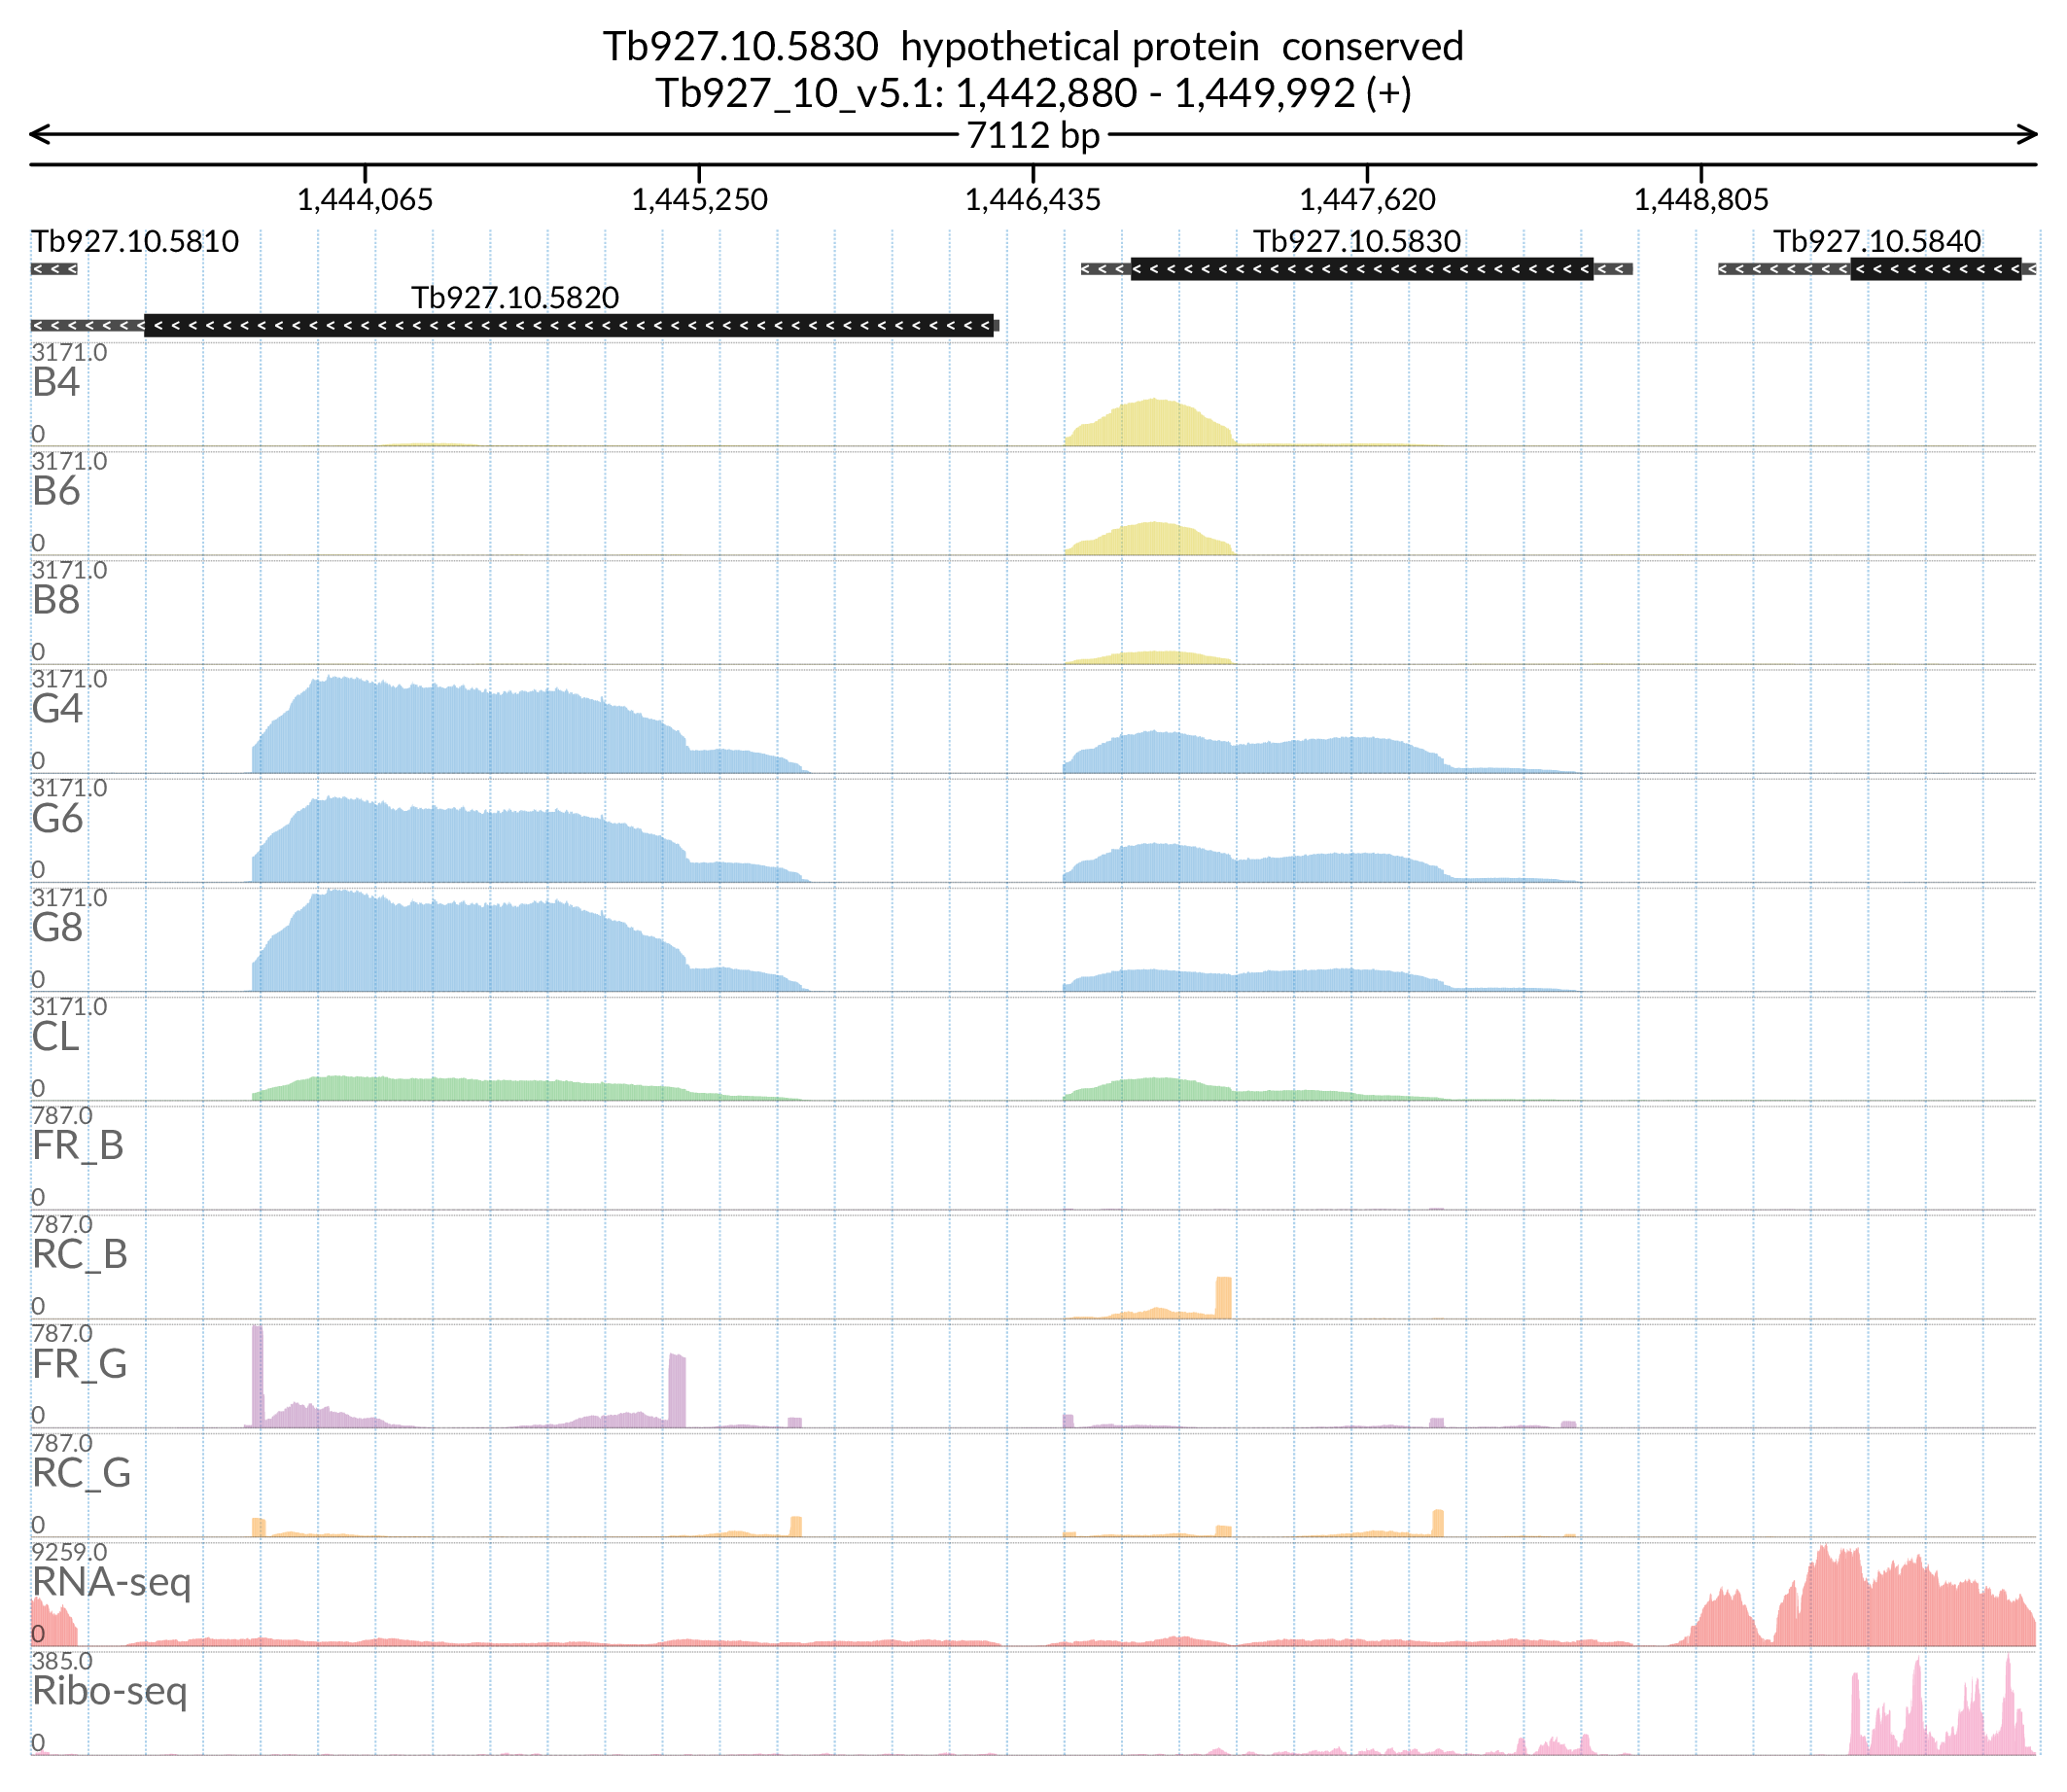 Tb927.10.5830 hypothetical protein conserved
Tb927_10_v5.1: 1,442,880 - 1,449,992 (+)
7112 bp
1,444,065 1,445,250 1,446,435 1,447,620 1,448,805
Tb927.10.5810 Tb927.10.5830 Tb927.10.5840
Tb927.10.5820
3171.0
B4
0
3171.0
B6
0
3171.0
B8
0
3171.0
G4
0
3171.0
G6
0
3171.0
G8
0
3171.0
CL
0
787.0
FR_B
0
787.0
RC_B
0
787.0
FR_G
0
787.0
RC_G
0
9259.0
RNA-seq
0
385.0
Ribo-seq
0